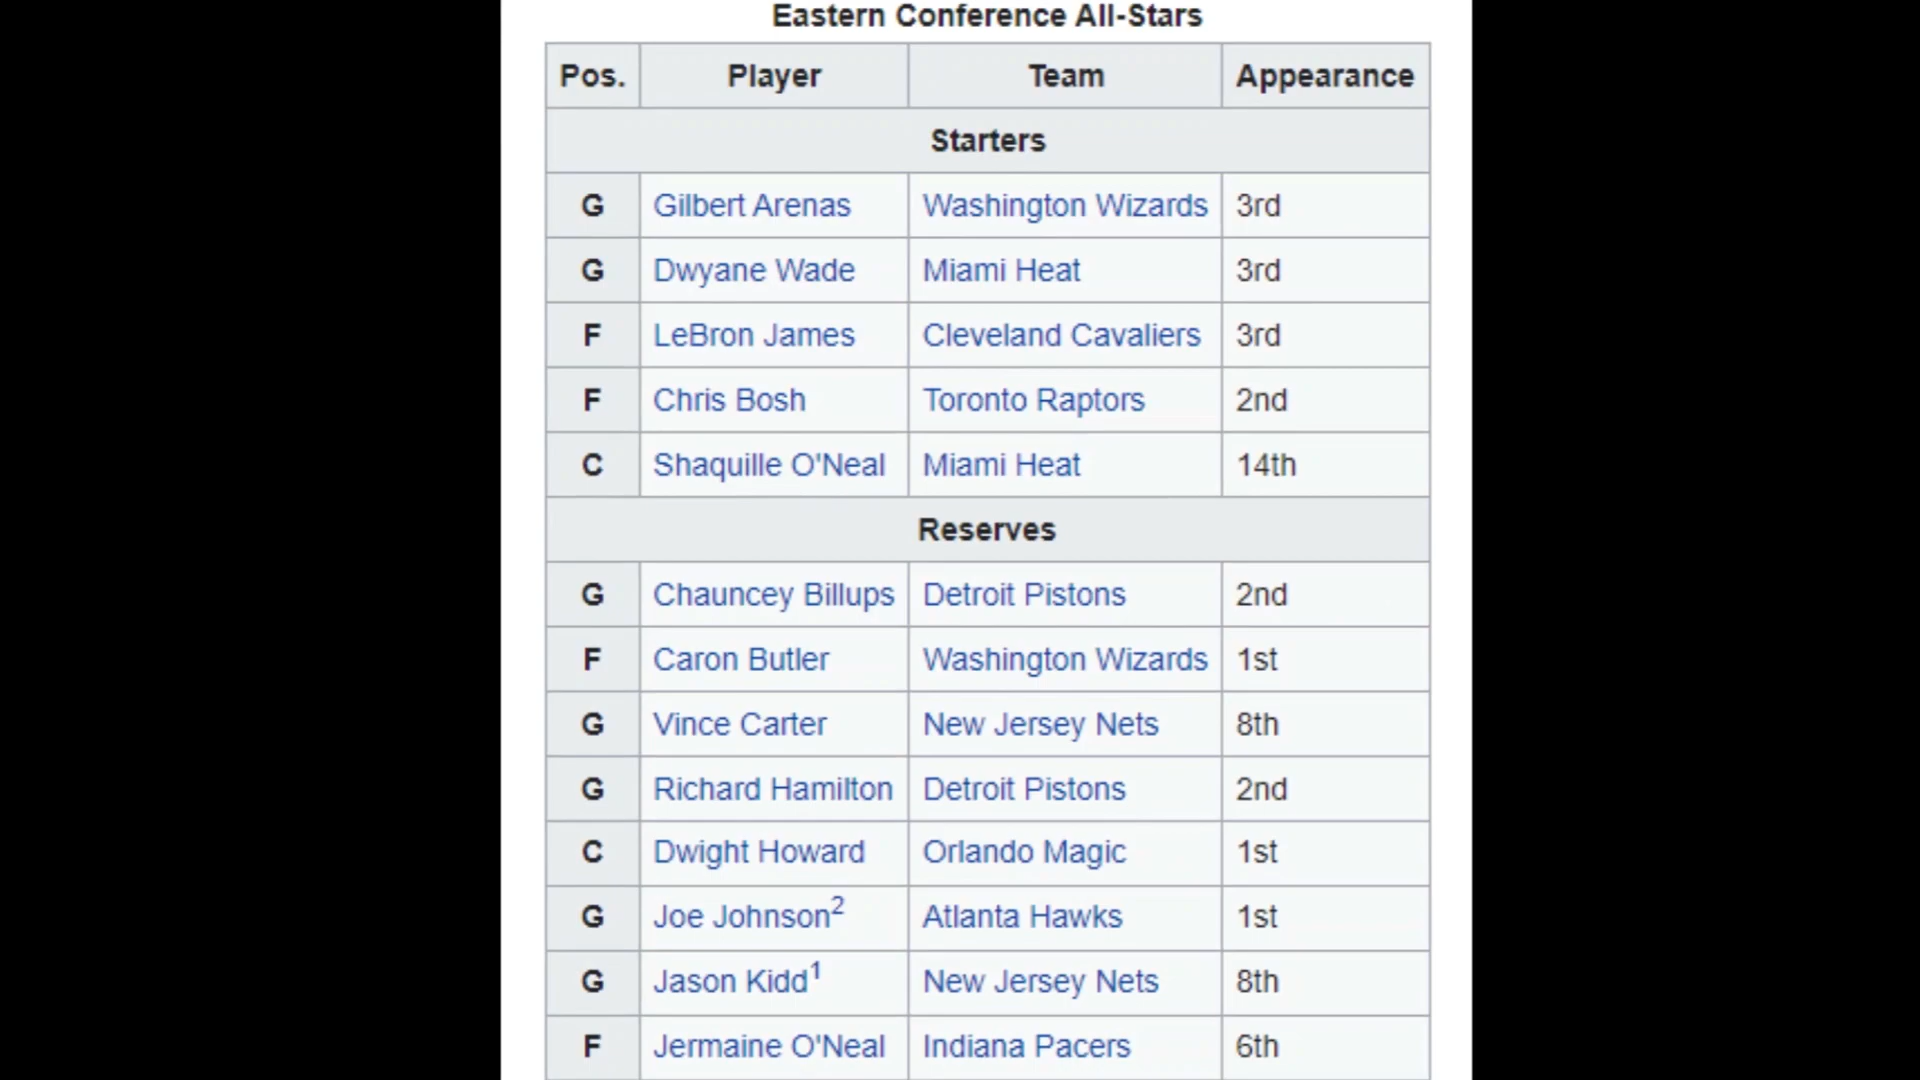 Eastern Conference All-Stars
Pos. Player Team Appearance
Starters
G Gilbert Arenas Washington Wizards 3rd
G Dwyane Wade Miami Heat 3rd
F LeBron James Cleveland Cavaliers 3rd
F Chris Bosh Toronto Raptors 2nd
C Shaquille O'Neal Miami Heat 14th
Reserves
G Chauncey Billups Detroit Pistons 2nd
F Caron Butler Washington Wizards 1st
G Vince Carter New Jersey Nets 8th
G Richard Hamilton Detroit Pistons 2nd
C Dwight Howard Orlando Magic 1st
G Joe Johnson² Atlanta Hawks 1st
G Jason Kidd¹ New Jersey Nets 8th
F Jermaine O'Neal Indiana Pacers 6th